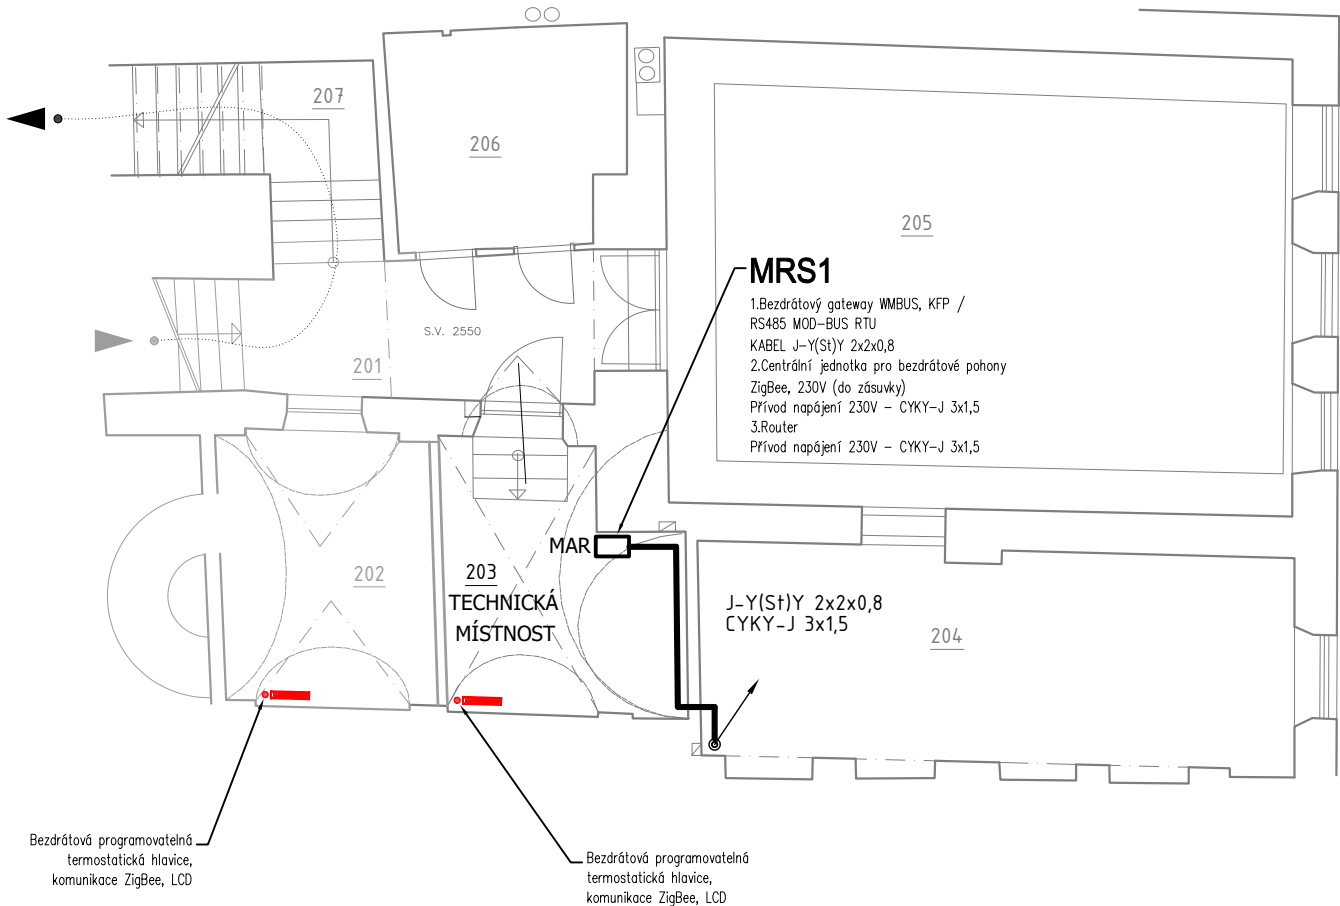 207
206
205
MRS1
1.Bezdrátový gateway WMBUS, KFP /
RS485 MOD-BUS RTU
KABEL J-Y(St)Y 2x2x0,8
2.Centrální jednotka pro bezdrátové pohony
ZigBee, 230V (do zásuvky)
Přívod napájení 230V - CYKY-J 3x1,5
3.Router
Přívod napájení 230V - CYKY-J 3x1,5
S.V. 2550
201
MAR
202
203
TECHNICKÁ
MÍSTNOST
J-Y(St)Y 2x2x0,8
CYKY-J 3x1,5
204
Bezdrátová programovatelná
termostatická hlavice,
komunikace ZigBee, LCD
Bezdrátová programovatelná
termostatická hlavice,
komunikace ZigBee, LCD